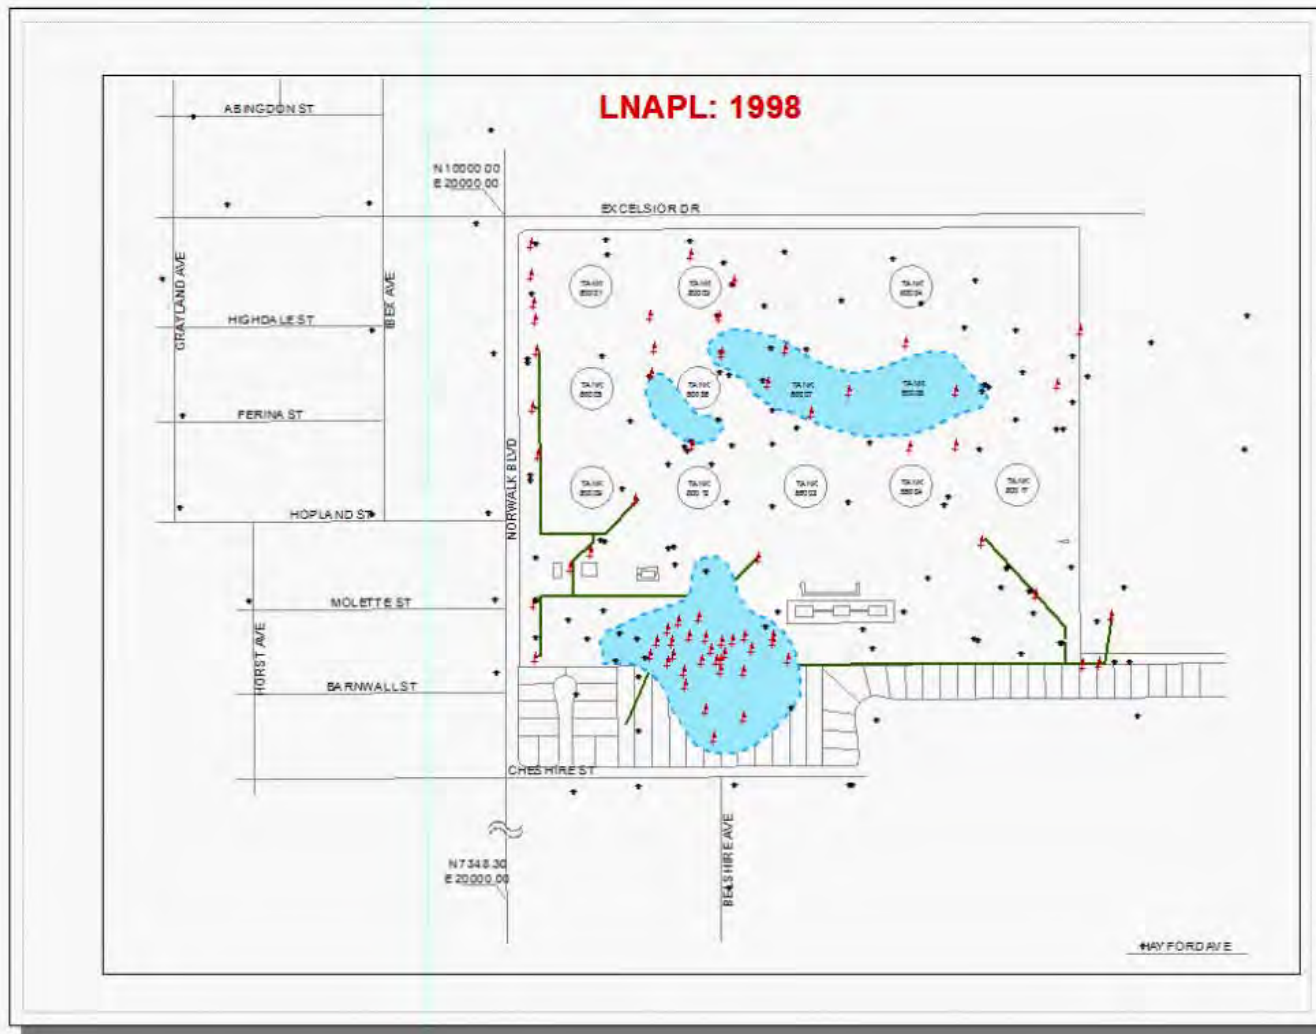 LNAPL: 1998
ABINGDON ST
N 10000.00
E 20000.00
EXCELSIOR DR
GRAYLAND AVE
IBEX AVE
HIGHDALE ST
TANK
TANK
TANK
FERINA ST
TANK
TANK
TANK
TANK
NORWALK BLVD
HOPLAND ST
TANK
TANK
TANK
TANK
TANK
MOLETTE ST
HORST AVE
BARNWALL ST
CHESHIRE ST
BELSHIRE AVE
N 7348.30
E 20000.00
HAYFORD AVE